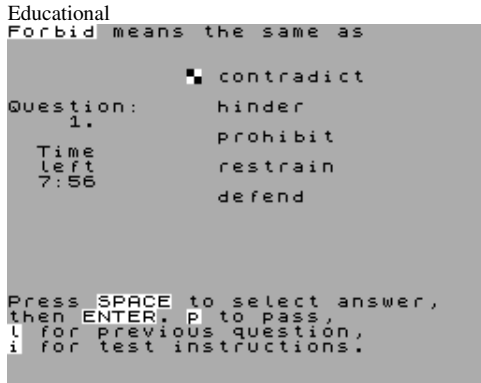 Educational
Forbid means the same as
contradict
Question:
1.
hinder
prohibit
Time
left
7:56
restrain
defend
Press SPACE to select answer,
then ENTER. p to pass,
l for previous question,
i for test instructions.